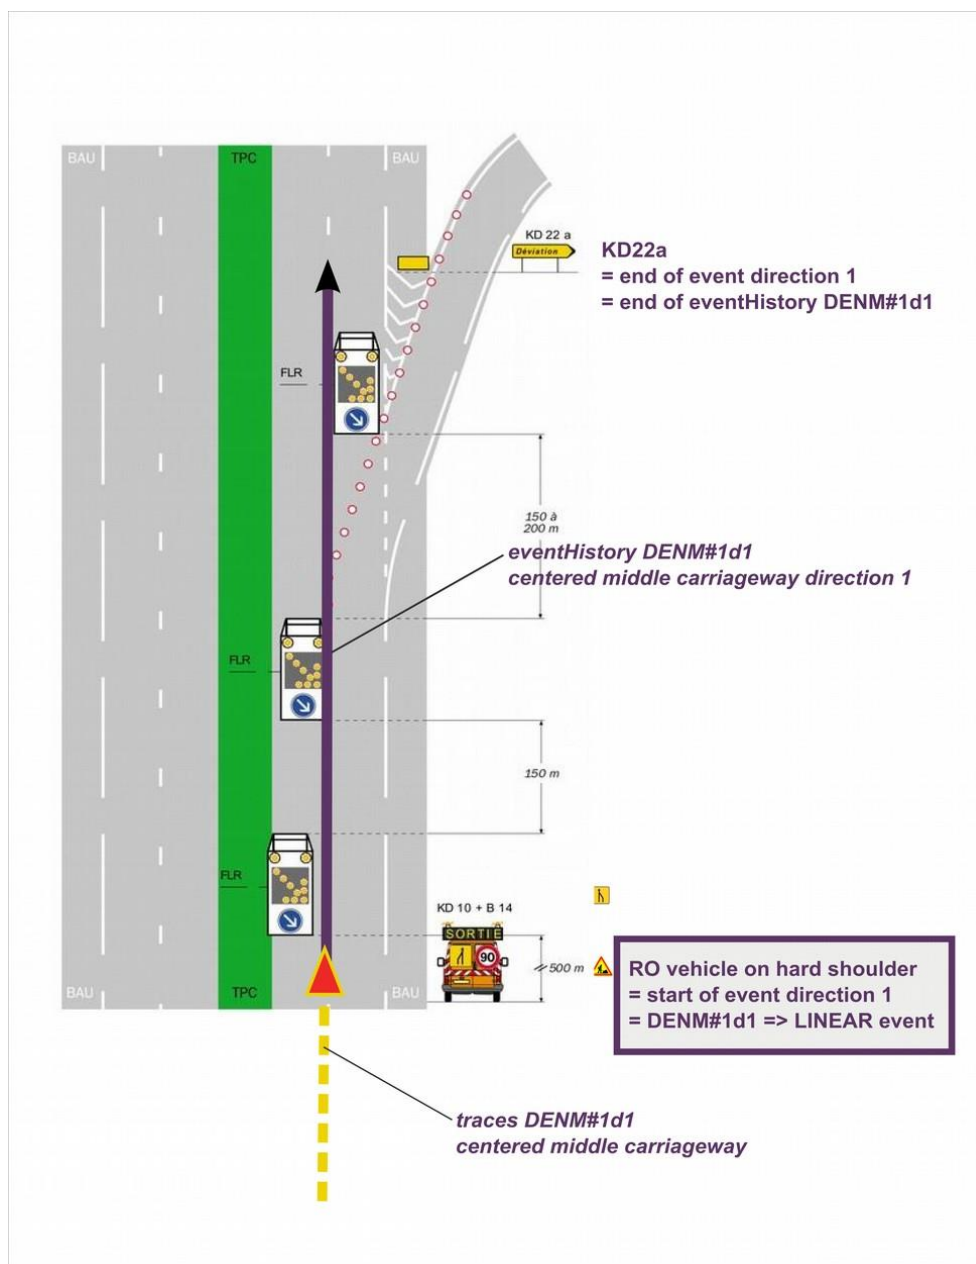 BAU
TPC
BAU
KD 22 a
Déviation
KD22a
= end of event direction 1
= end of eventHistory DENM#1d1
FLR
150 à
200 m
eventHistory DENM#1d1
centered middle carriageway direction 1
FLR
150 m
FLR
KD 10 + B 14
SORTIE
90
500 m
RO vehicle on hard shoulder
= start of event direction 1
= DENM#1d1 => LINEAR event
BAU
TPC
BAU
traces DENM#1d1
centered middle carriageway